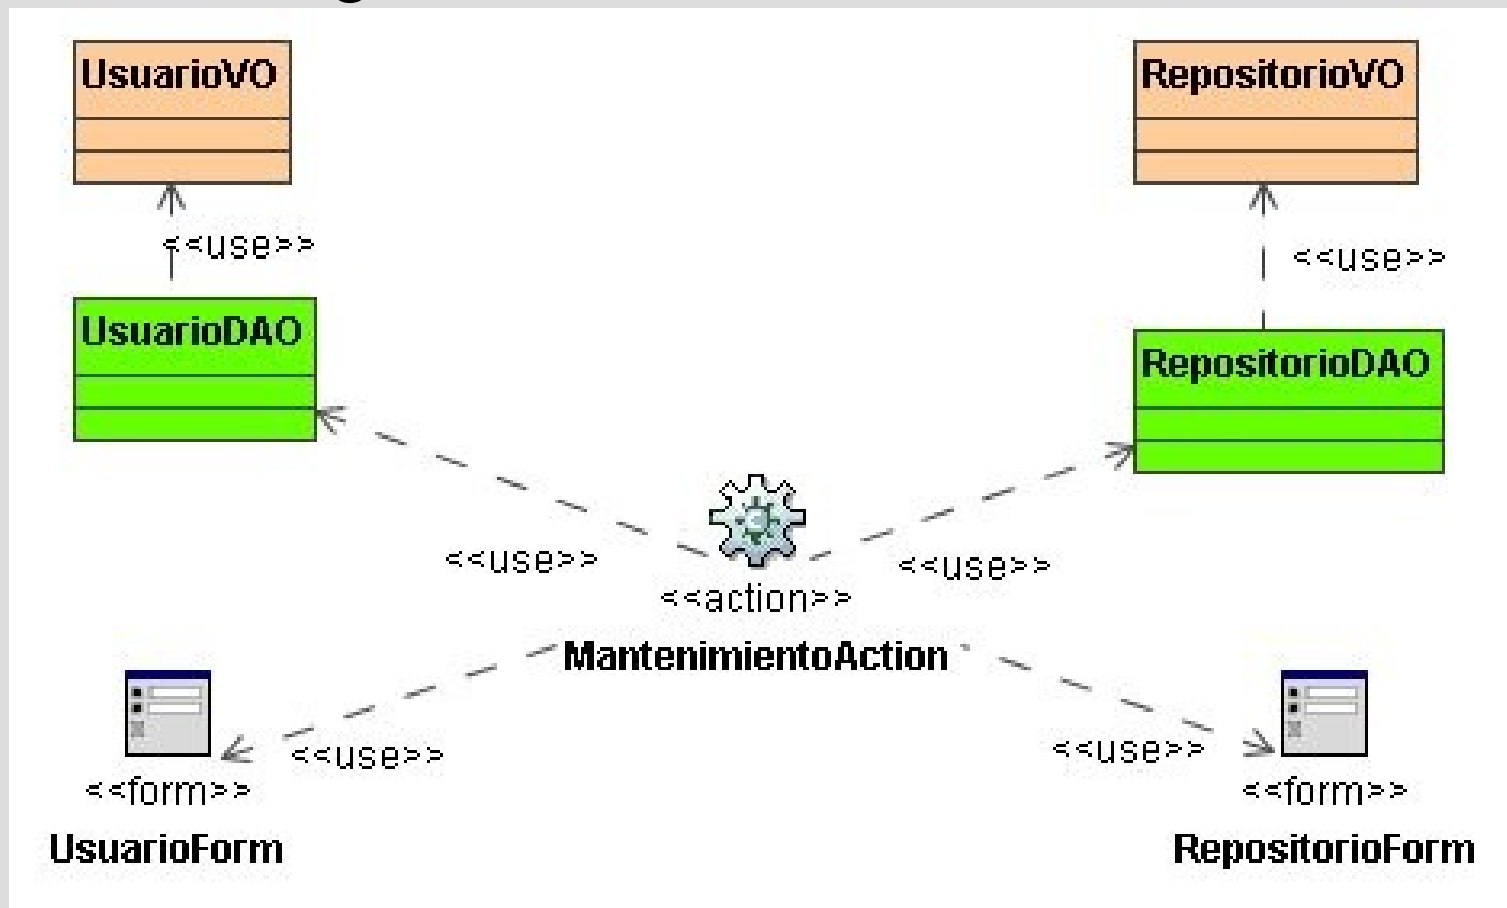 UsuarioVO
RepositorioVO
<<use>>
<<use>>
UsuarioDAO
RepositorioDAO
<<use>>
<<use>>
<<action>>
MantenimientoAction
<<use>>
<<use>>
<<form>>
<<form>>
UsuarioForm
RepositorioForm